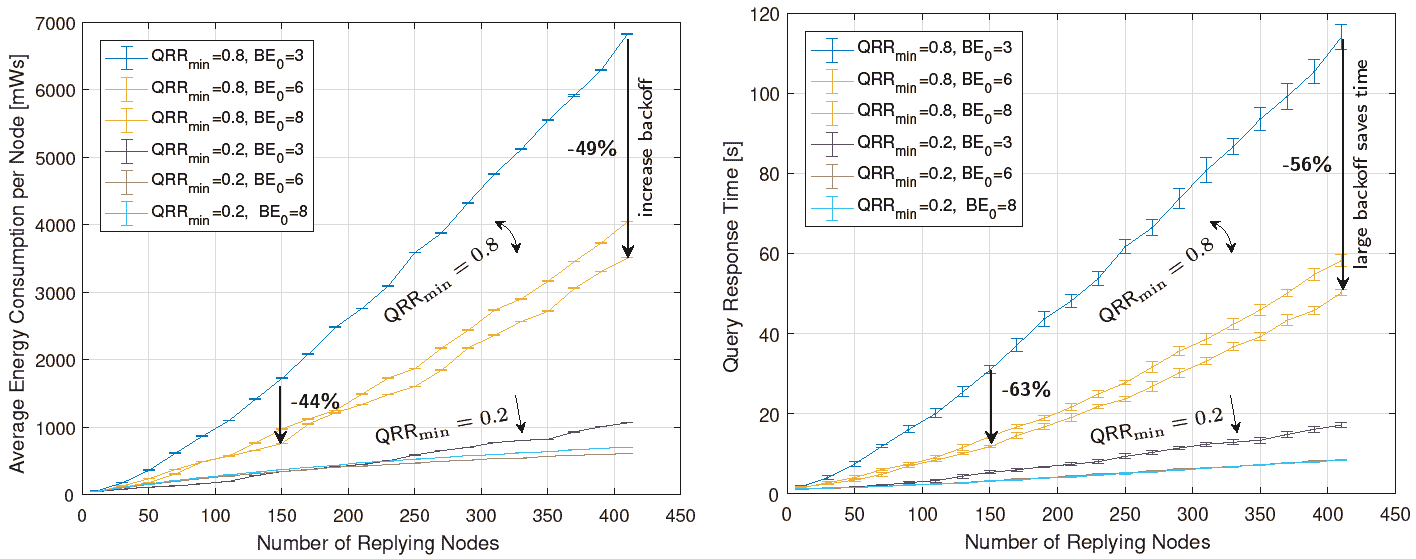 7000
6000
5000
4000
3000
2000
1000
0
0 50 100 150 200 250 300 350 400 450
Average Energy Consumption per Node [mWs]
Number of Replying Nodes
QRRmin=0.8, BE0=3
QRRmin=0.8, BE0=6
QRRmin=0.8, BE0=8
QRRmin=0.2, BE0=3
QRRmin=0.2, BE0=6
QRRmin=0.2, BE0=8
-49%
increase backoff
QRRmin = 0.8
-44%
QRRmin = 0.2
120
100
80
60
40
20
0
0 50 100 150 200 250 300 350 400 450
Query Response Time [s]
Number of Replying Nodes
QRRmin=0.8, BE0=3
QRRmin=0.8, BE0=6
QRRmin=0.8, BE0=8
QRRmin=0.2, BE0=3
QRRmin=0.2, BE0=6
QRRmin=0.2, BE0=8
-56%
large backoff saves time
QRRmin = 0.8
-63%
QRRmin = 0.2